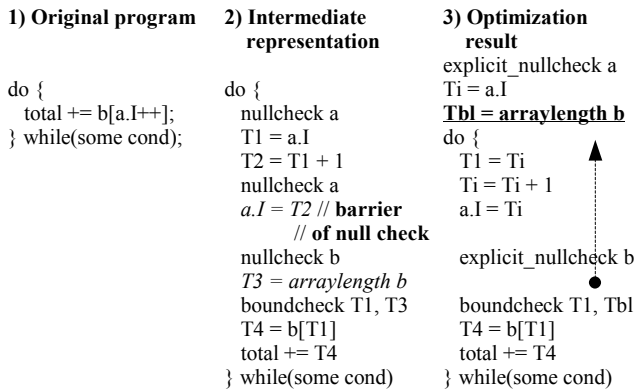 1) Original program
do {
total += b[a.I++];
} while(some cond);
2) Intermediate
representation
do {
nullcheck a
T1 = a.I
T2 = T1 + 1
nullcheck a
a.I = T2 // barrier
// of null check
nullcheck b
T3 = arraylength b
boundcheck T1, T3
T4 = b[T1]
total += T4
} while(some cond)
3) Optimization
result
explicit_nullcheck a
Ti = a.I
Tbl = arraylength b
do {
T1 = Ti
Ti = Ti + 1
a.I = Ti
explicit_nullcheck b
boundcheck T1, Tbl
T4 = b[T1]
total += T4
} while(some cond)